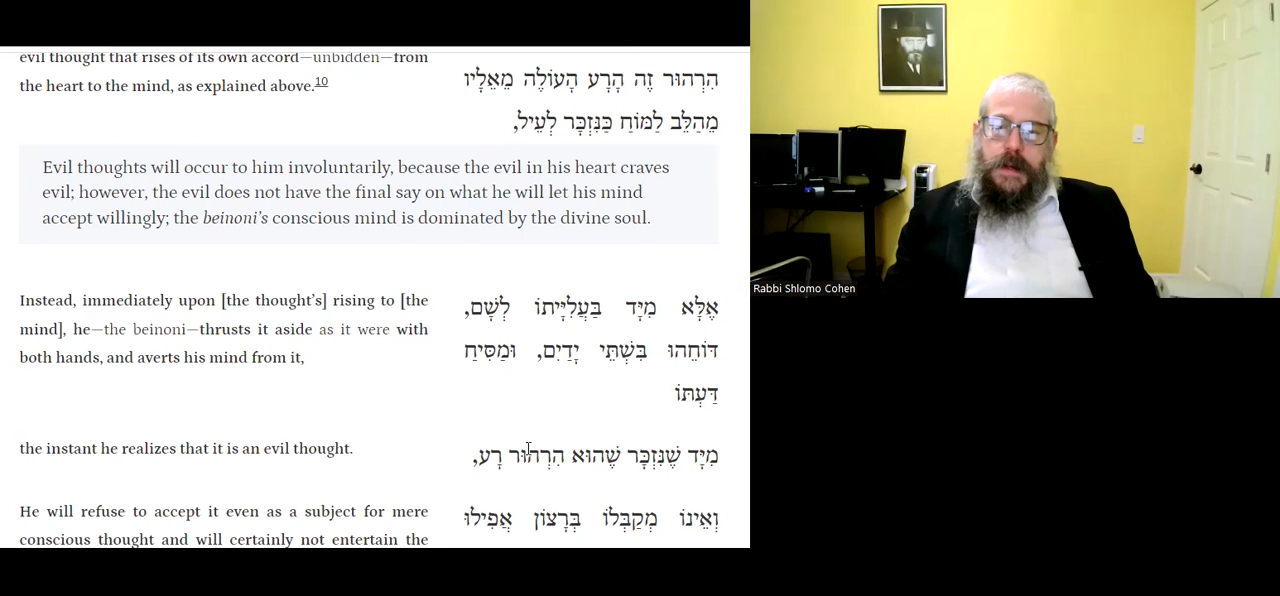 evil thought that rises of its own accord—unbidden—from
the heart to the mind, as explained above.10
הִרְהוּר זֶה הָרָע הָעוֹלֶה מֵאֵלָיו
מֵהַלֵּב לַמּוֹחַ כַּנִּזְכָּר לְעֵיל,
Evil thoughts will occur to him involuntarily, because the evil in his heart craves
evil; however, the evil does not have the final say on what he will let his mind
accept willingly; the beinoni’s conscious mind is dominated by the divine soul.
Instead, immediately upon [the thought’s] rising to [the
mind], he—the beinoni—thrusts it aside as it were with
both hands, and averts his mind from it,
אֶלָּא מִיָּד בַּעֲלִיָּיתוֹ לְשָׁם,
דּוֹחֵהוּ בִּשְׁתֵּי יָדַיִם, וּמַסִּיחַ
דַּעְתּוֹ
the instant he realizes that it is an evil thought.
מִיָּד שֶׁנִּזְכָּר שֶׁהוּא הִרְהוּר רָע,
He will refuse to accept it even as a subject for mere
conscious thought and will certainly not entertain the
וְאֵינוֹ מְקַבְּלוֹ בְּרָצוֹן אֲפִילוּ
Rabbi Shlomo Cohen